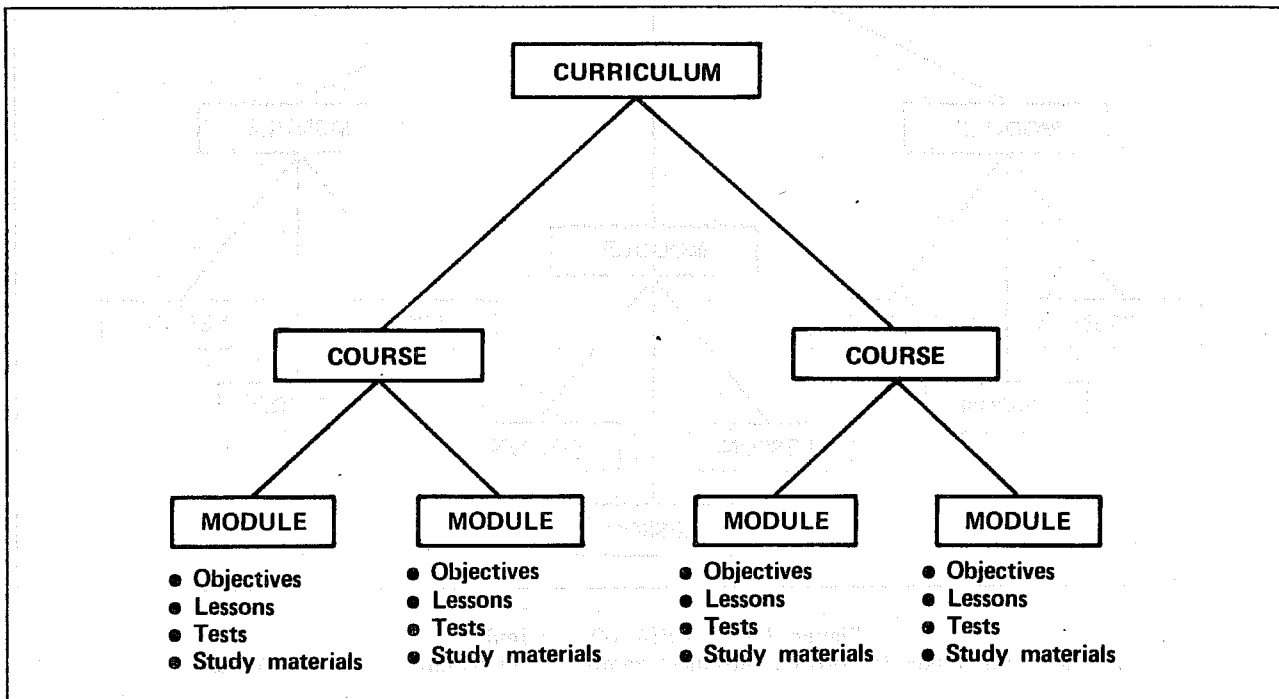 CURRICULUM
COURSE
COURSE
MODULE
MODULE
MODULE
MODULE
● Objectives
● Lessons
● Tests
● Study materials
● Objectives
● Lessons
● Tests
● Study materials
● Objectives
● Lessons
● Tests
● Study materials
● Objectives
● Lessons
● Tests
● Study materials